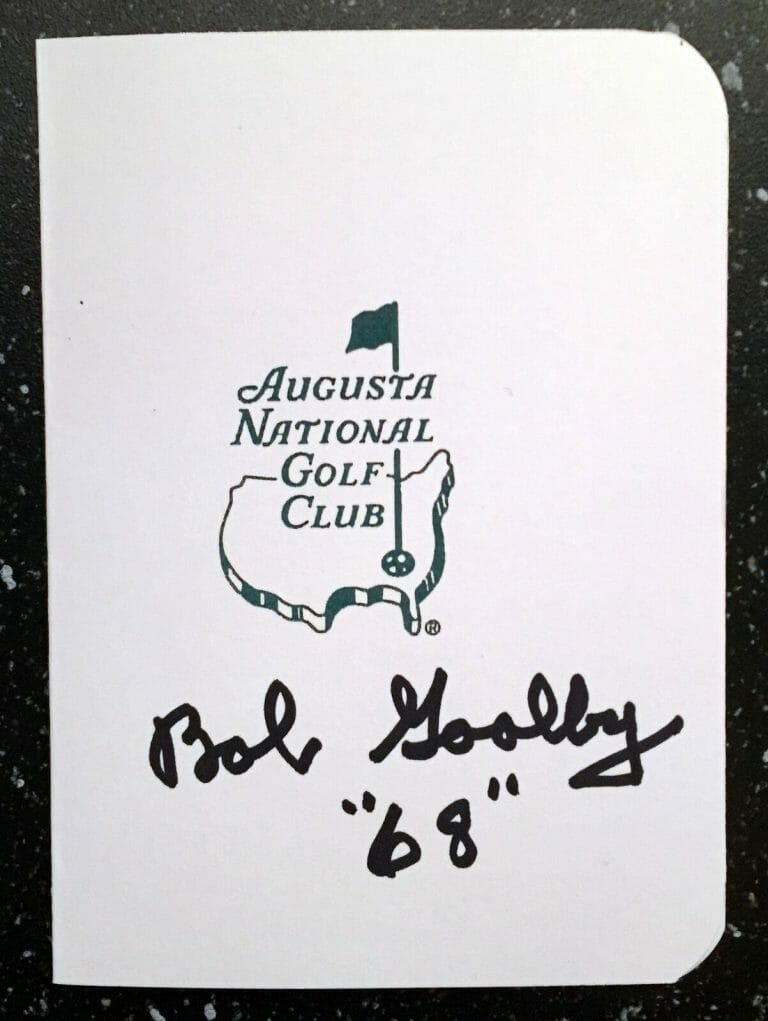 AUGUSTA
NATIONAL
GOLF
CLUB
®
Bob Goalby
"68"